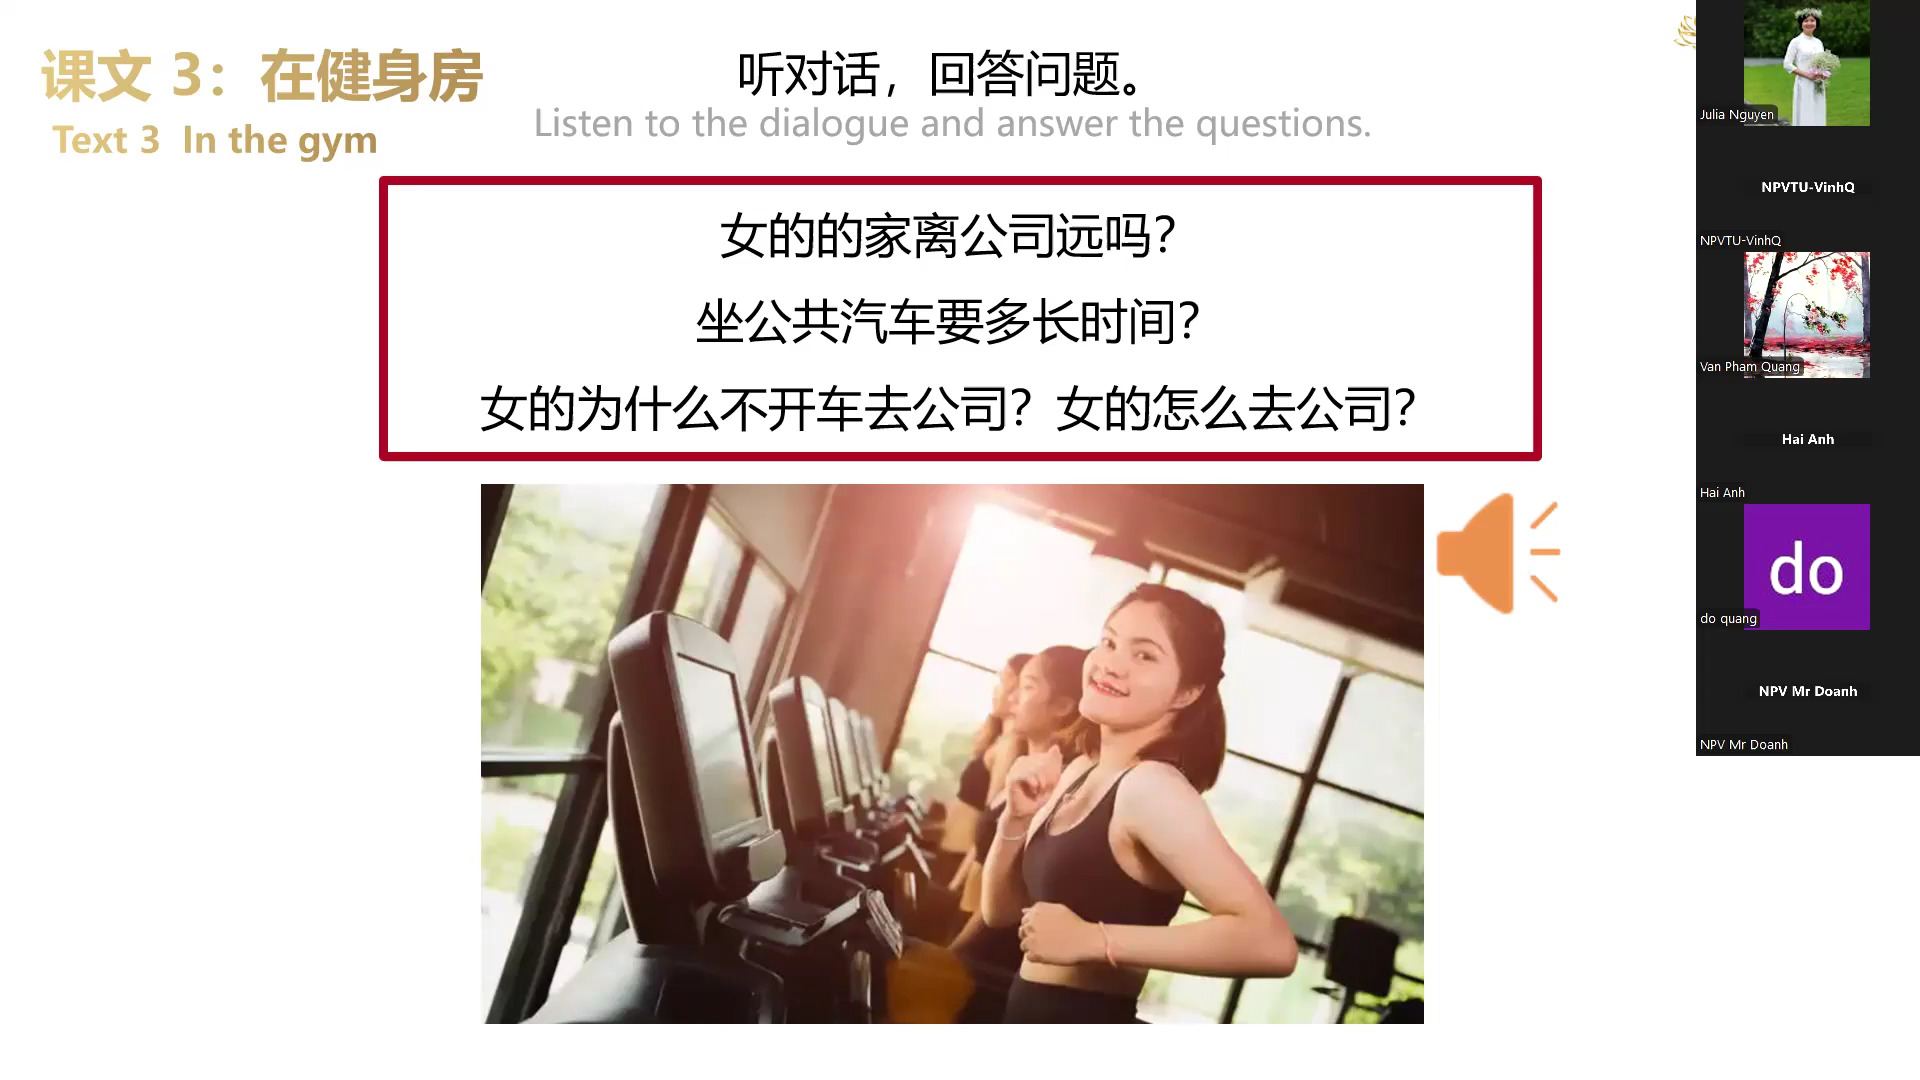 课文 3：在健身房
Text 3 In the gym
听对话，回答问题。
Listen to the dialogue and answer the questions.
女的的家离公司远吗？
坐公共汽车要多长时间？
女的为什么不开车去公司？女的怎么去公司？
Julia Nguyen
NPVTU-VinhQ
NPVTU-VinhQ
Van Pham Quang
Hai Anh
Hai Anh
do
do quang
NPV Mr Doanh
NPV Mr Doanh